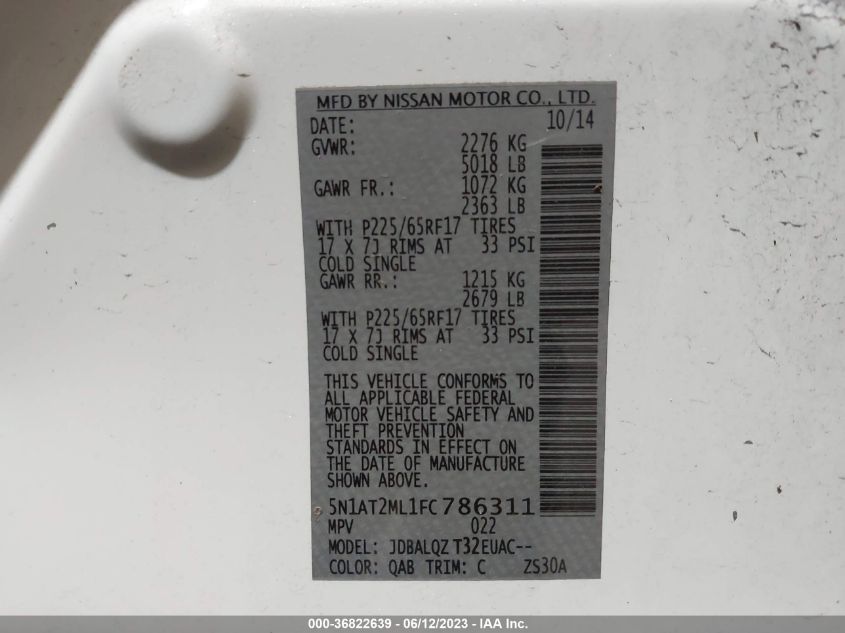 MFD BY NISSAN MOTOR CO., LTD.
DATE: 10/14
GVWR: 2276 KG
5018 LB
GAWR FR.: 1072 KG
2363 LB
WITH P225/65RF17 TIRES
17 X 7J RIMS AT 33 PSI
COLD SINGLE
GAWR RR.: 1215 KG
2679 LB
WITH P225/65RF17 TIRES
17 X 7J RIMS AT 33 PSI
COLD SINGLE
THIS VEHICLE CONFORMS TO
ALL APPLICABLE FEDERAL
MOTOR VEHICLE SAFETY AND
THEFT PREVENTION
STANDARDS IN EFFECT ON
THE DATE OF MANUFACTURE
SHOWN ABOVE.
5N1AT2ML1FC786311
MPV 022
MODEL: JDBALQZ T32EUAC--
COLOR: QAB TRIM: C ZS30A
000-36822639 - 06/12/2023 - IAA Inc.